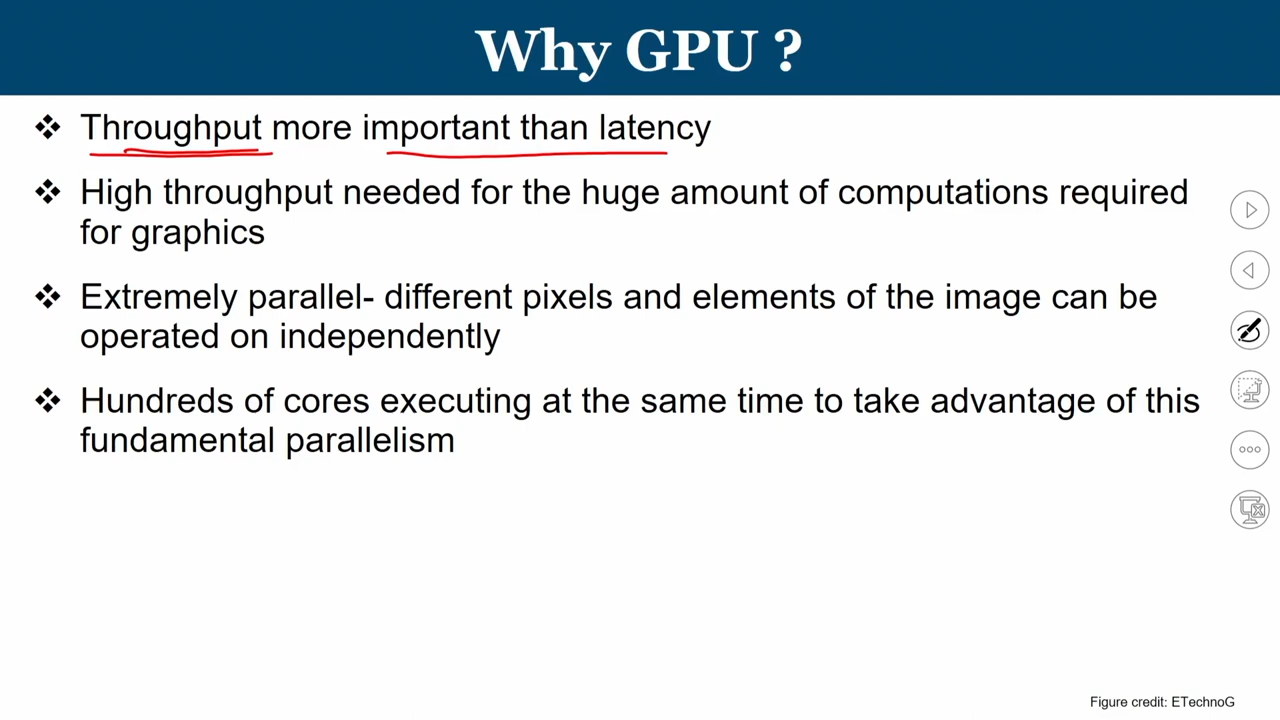 Why GPU ?
❖ Throughput more important than latency
❖ High throughput needed for the huge amount of computations required
for graphics
❖ Extremely parallel- different pixels and elements of the image can be
operated on independently
❖ Hundreds of cores executing at the same time to take advantage of this
fundamental parallelism
Figure credit: ETechnoG